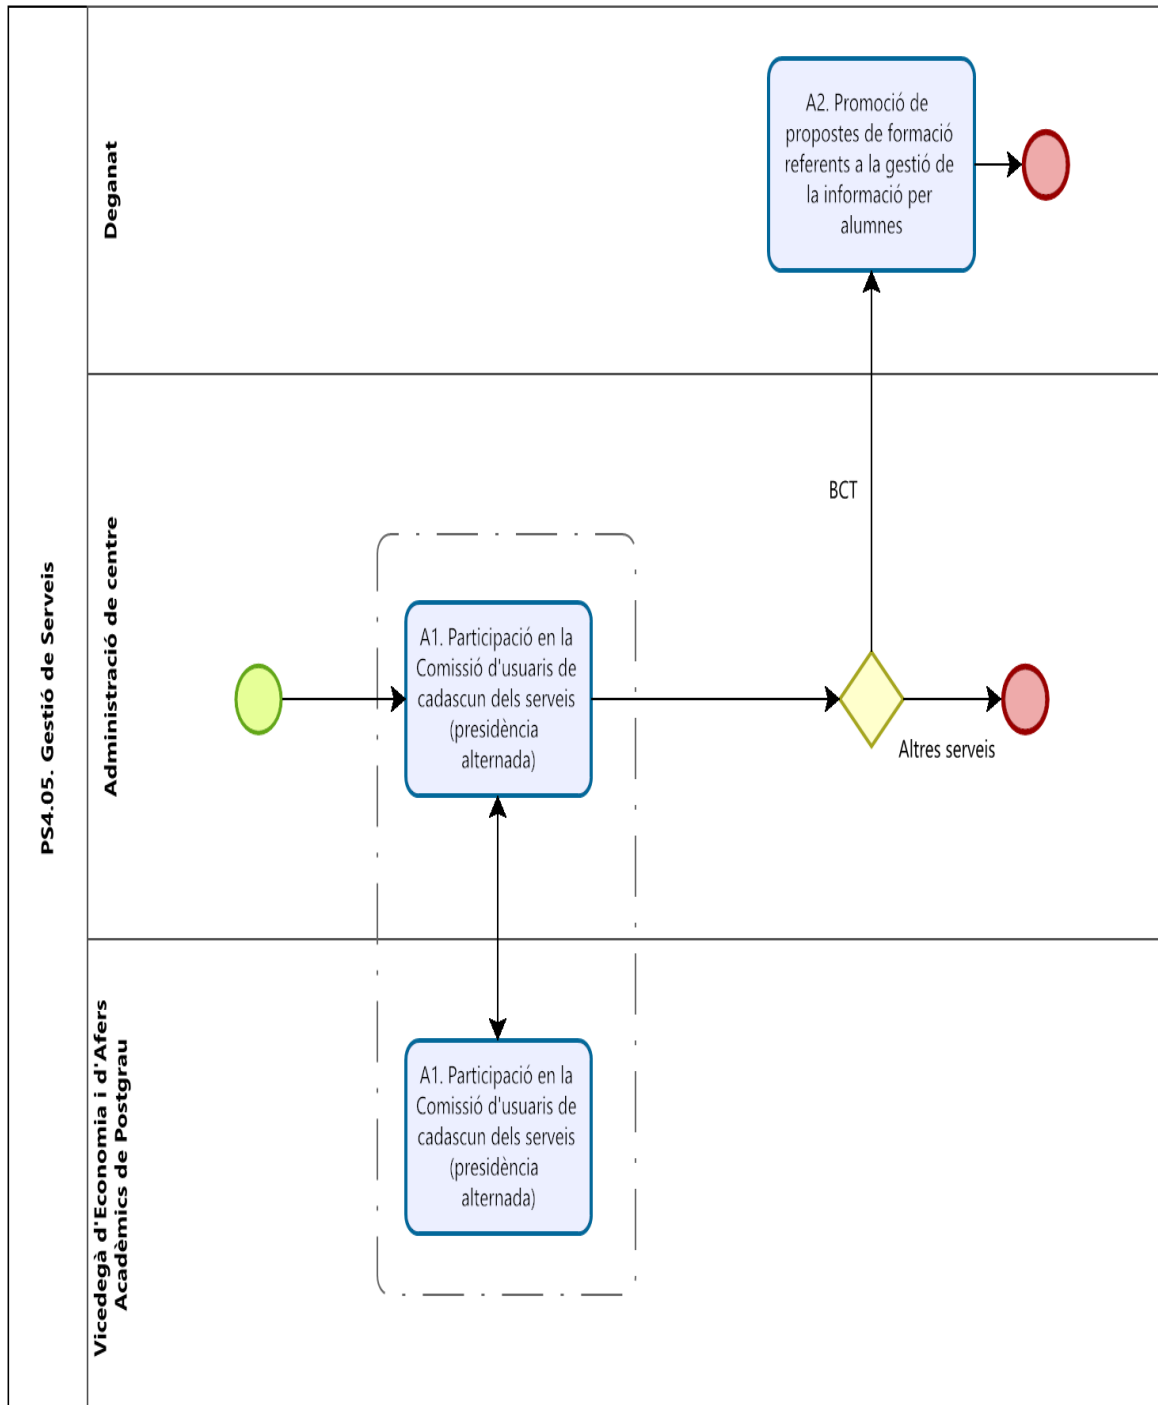 PS4.05. Gestió de Serveis
Deganat
A2. Promoció de
propostes de formació
referents a la gestió de
la informació per
alumnes
Administració de centre
BCT
A1. Participació en la
Comissió d'usuaris de
cadascun dels serveis
(presidència
alternada)
Altres serveis
Vicedegà d'Economia i d'Afers
Acadèmics de Postgrau
A1. Participació en la
Comissió d'usuaris de
cadascun dels serveis
(presidència
alternada)